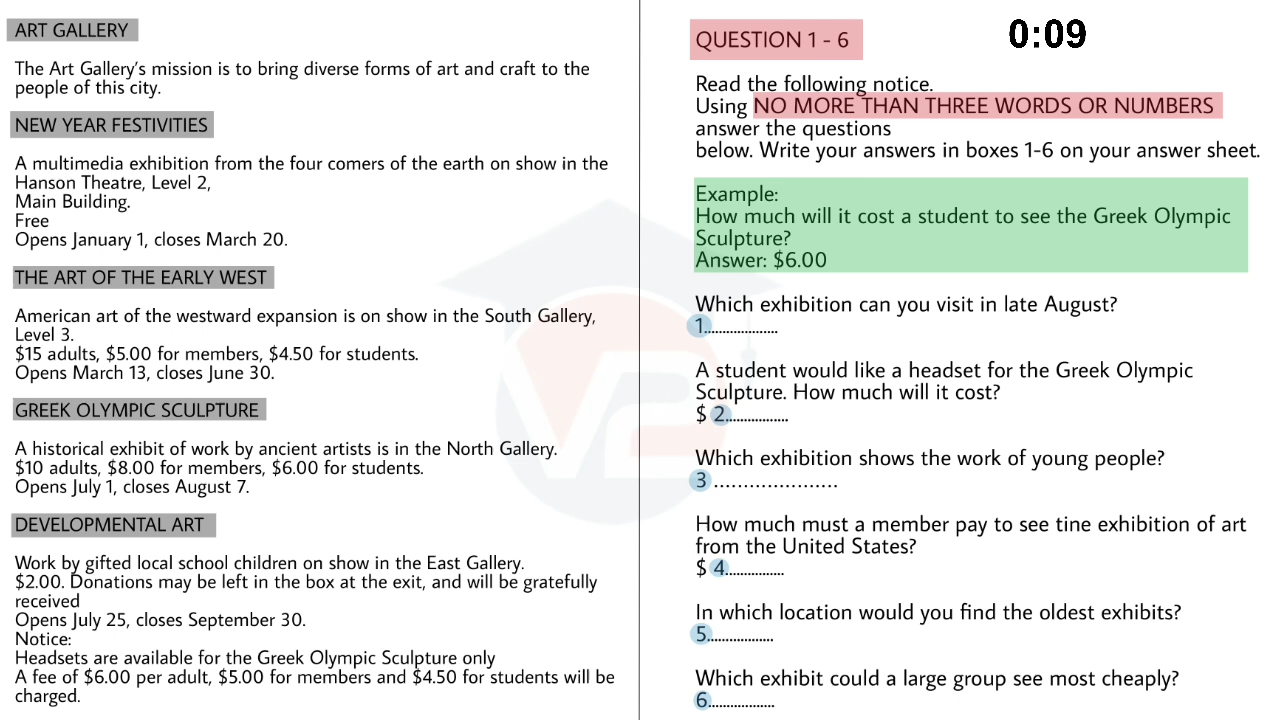 ART GALLERY
The Art Gallery's mission is to bring diverse forms of art and craft to the
people of this city.
NEW YEAR FESTIVITIES
A multimedia exhibition from the four comers of the earth on show in the
Hanson Theatre, Level 2,
Main Building.
Free
Opens January 1, closes March 20.
THE ART OF THE EARLY WEST
American art of the westward expansion is on show in the South Gallery,
Level 3.
$15 adults, $5.00 for members, $4.50 for students.
Opens March 13, closes June 30.
GREEK OLYMPIC SCULPTURE
A historical exhibit of work by ancient artists is in the North Gallery.
$10 adults, $8.00 for members, $6.00 for students.
Opens July 1, closes August 7.
DEVELOPMENTAL ART
Work by gifted local school children on show in the East Gallery.
$2.00. Donations may be left in the box at the exit, and will be gratefully
received
Opens July 25, closes September 30.
Notice:
Headsets are available for the Greek Olympic Sculpture only
A fee of $6.00 per adult, $5.00 for members and $4.50 for students will be
charged.
QUESTION 1 - 6
0:09
Read the following notice.
Using NO MORE THAN THREE WORDS OR NUMBERS
answer the questions
below. Write your answers in boxes 1-6 on your answer sheet.
Example:
How much will it cost a student to see the Greek Olympic
Sculpture?
Answer: $6.00
Which exhibition can you visit in late August?
1...................
A student would like a headset for the Greek Olympic
Sculpture. How much will it cost?
$ 2.................
Which exhibition shows the work of young people?
3 .....................
How much must a member pay to see tine exhibition of art
from the United States?
$ 4................
In which location would you find the oldest exhibits?
5..................
Which exhibit could a large group see most cheaply?
6..................
V2